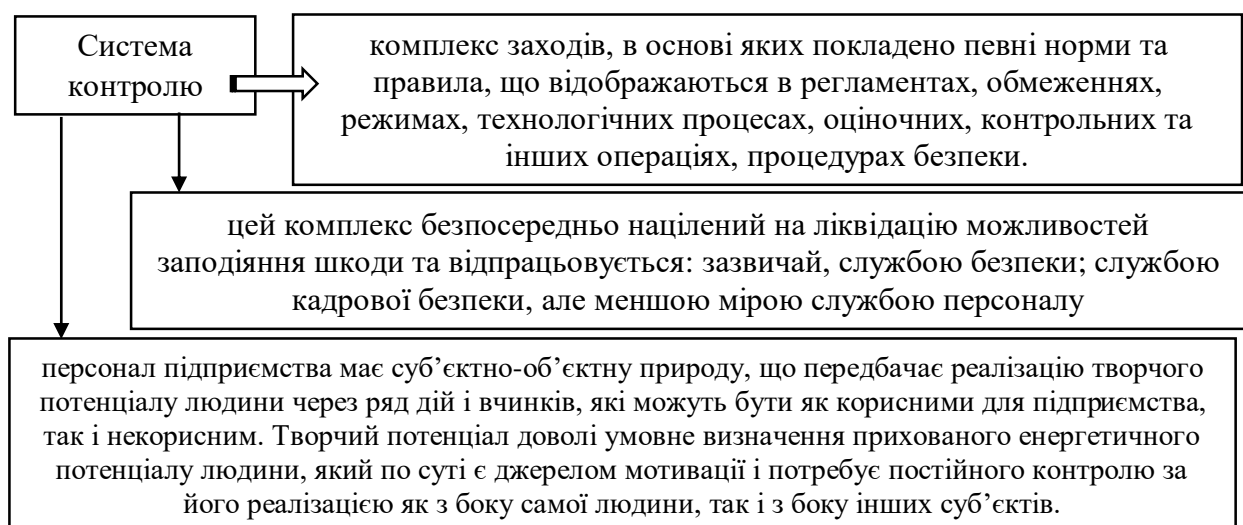 Система
контролю
комплекс заходів, в основі яких покладено певні норми та
правила, що відображаються в регламентах, обмеженнях,
режимах, технологічних процесах, оціночних, контрольних та
інших операціях, процедурах безпеки.
цей комплекс безпосередньо націлений на ліквідацію можливостей
заподіяння шкоди та відпрацьовується: зазвичай, службою безпеки; службою
кадрової безпеки, але меншою мірою службою персоналу
персонал підприємства має суб’єктно-об’єктну природу, що передбачає реалізацію творчого
потенціалу людини через ряд дій і вчинків, які можуть бути як корисними для підприємства,
так і некорисним. Творчий потенціал доволі умовне визначення прихованого енергетичного
потенціалу людини, який по суті є джерелом мотивації і потребує постійного контролю за
його реалізацією як з боку самої людини, так і з боку інших суб’єктів.